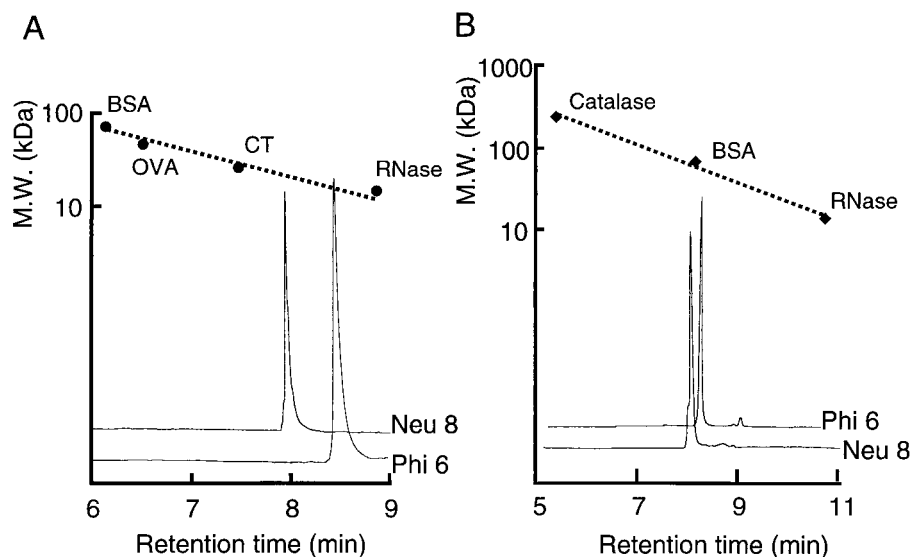 A
M.W. (kDa)
100
10
BSA
OVA
CT
RNase
Neu 8
Phi 6
6 7 8 9
Retention time (min)
B
M.W. (kDa)
1000
100
10
Catalase
BSA
RNase
Phi 6
Neu 8
5 7 9 11
Retention time (min)